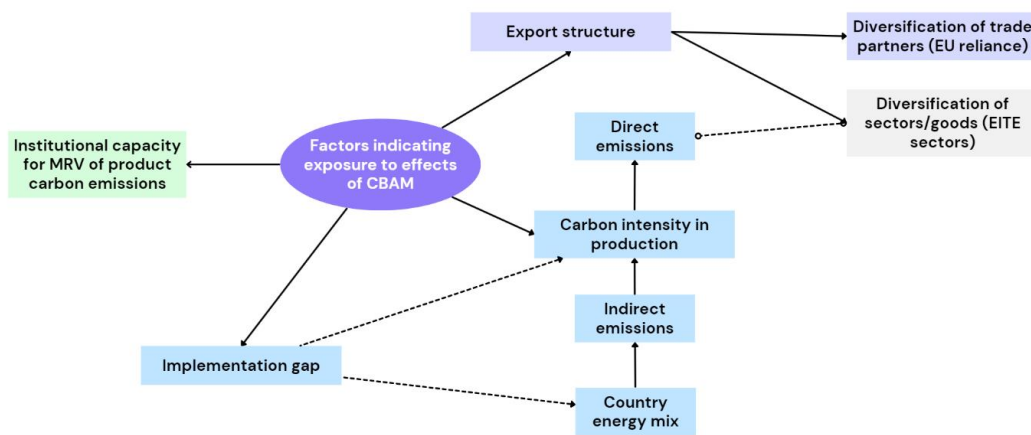 Export structure
Diversification of trade
partners (EU reliance)
Diversification of
sectors/goods (EITE
sectors)
Direct
emissions
Institutional capacity
for MRV of product
carbon emissions
Factors indicating
exposure to effects
of CBAM
Carbon intensity in
production
Indirect
emissions
Implementation gap
Country
energy mix